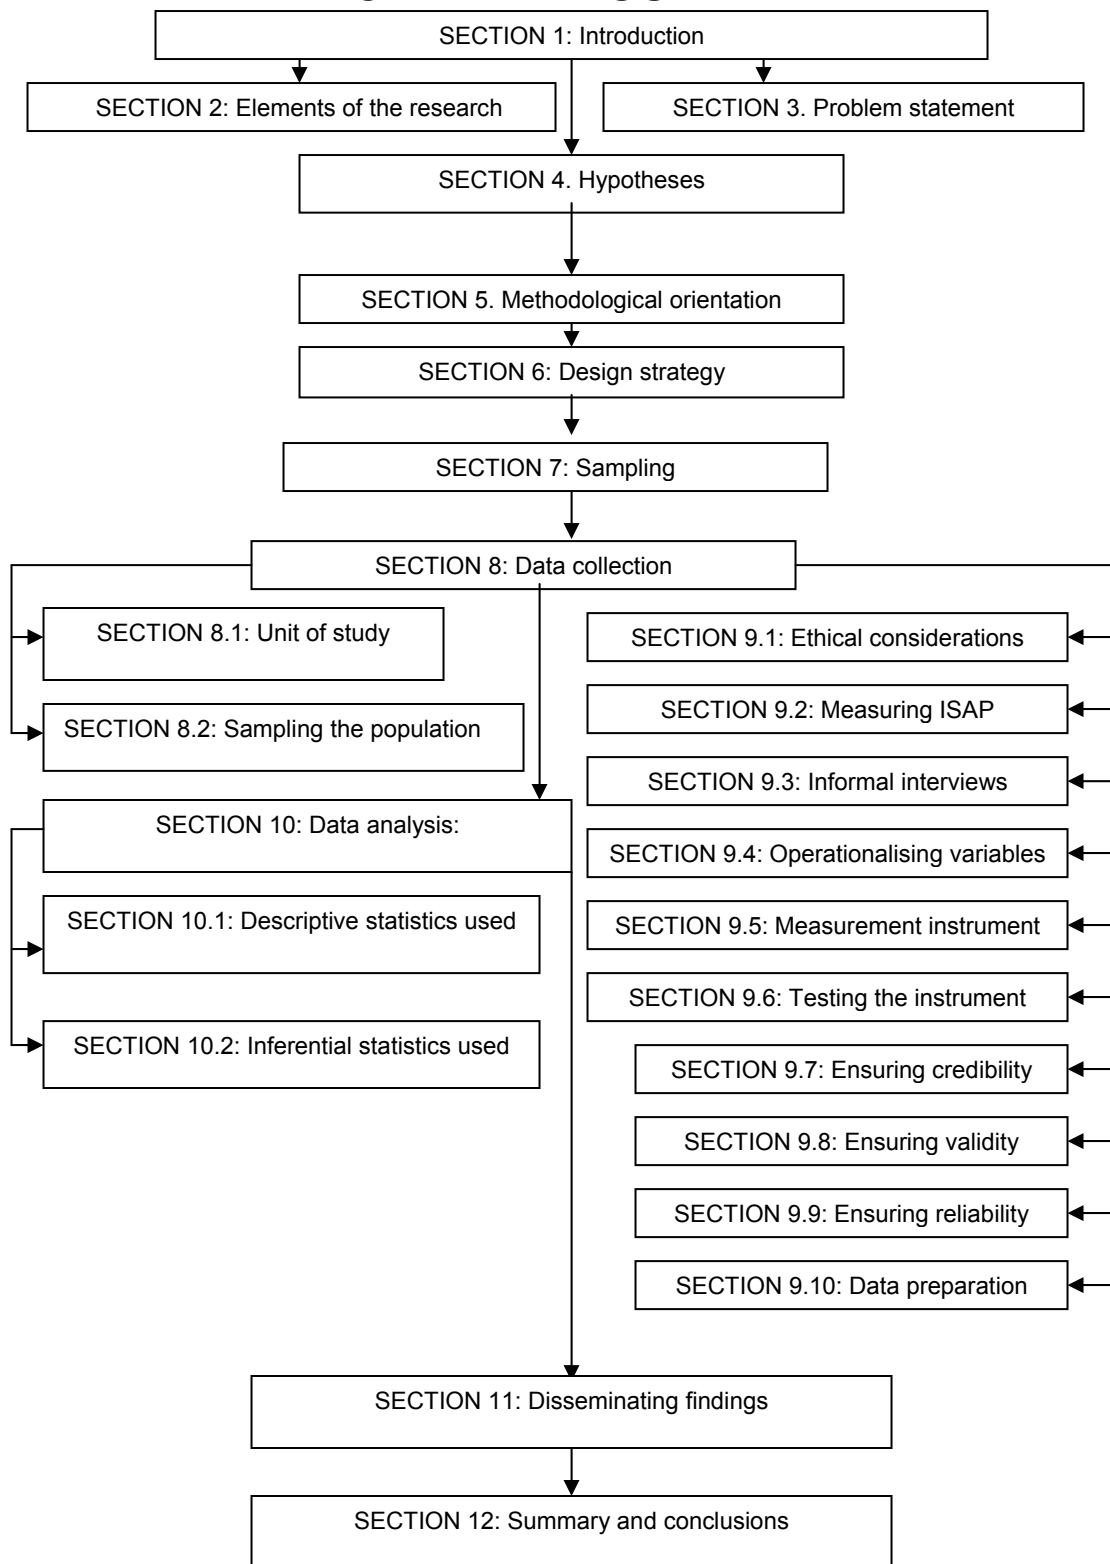 SECTION 1: Introduction
SECTION 2: Elements of the research
SECTION 3. Problem statement
SECTION 4. Hypotheses
SECTION 5. Methodological orientation
SECTION 6: Design strategy
SECTION 7: Sampling
SECTION 8: Data collection
SECTION 8.1: Unit of study
SECTION 8.2: Sampling the population
SECTION 9.1: Ethical considerations
SECTION 9.2: Measuring ISAP
SECTION 9.3: Informal interviews
SECTION 9.4: Operationalising variables
SECTION 9.5: Measurement instrument
SECTION 9.6: Testing the instrument
SECTION 9.7: Ensuring credibility
SECTION 9.8: Ensuring validity
SECTION 9.9: Ensuring reliability
SECTION 9.10: Data preparation
SECTION 10: Data analysis:
SECTION 10.1: Descriptive statistics used
SECTION 10.2: Inferential statistics used
SECTION 11: Disseminating findings
SECTION 12: Summary and conclusions